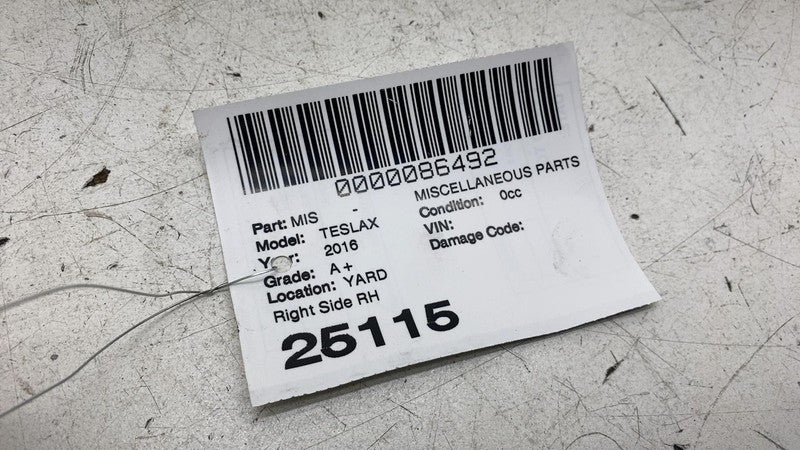 0000086492
Part: MIS - MISCELLANEOUS PARTS
Model: TESLAX Condition: 0cc
Year: 2016 VIN:
Grade: A+ Damage Code:
Location: YARD
Right Side RH
25115